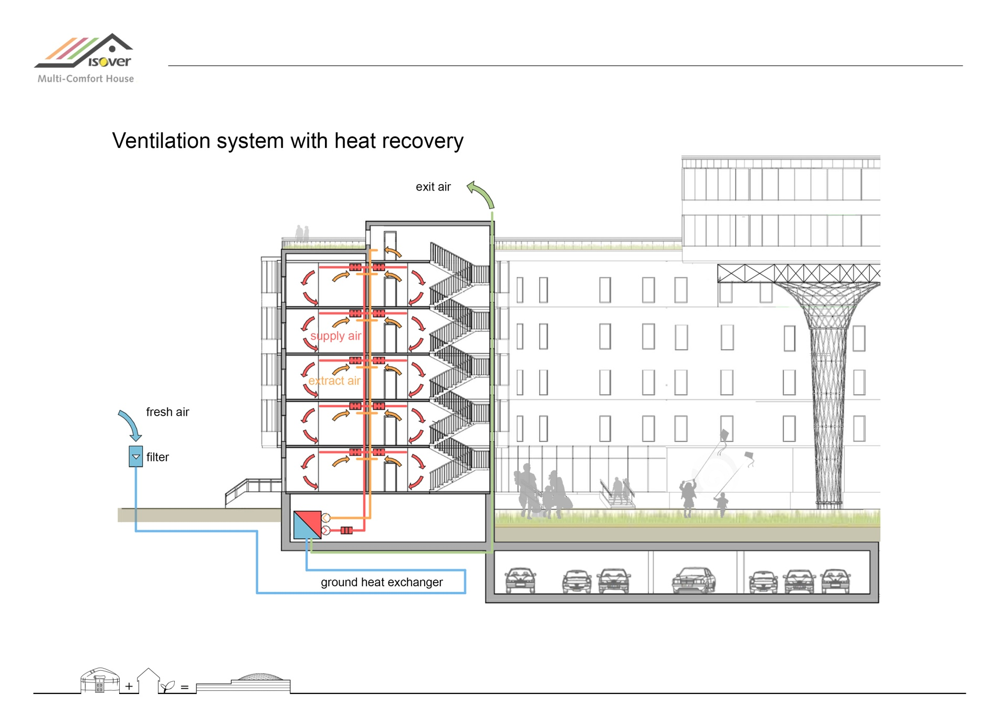 ISOVER
Multi-Comfort House
Ventilation system with heat recovery
exit air
supply air
extract air
fresh air
filter
ground heat exchanger
+ =